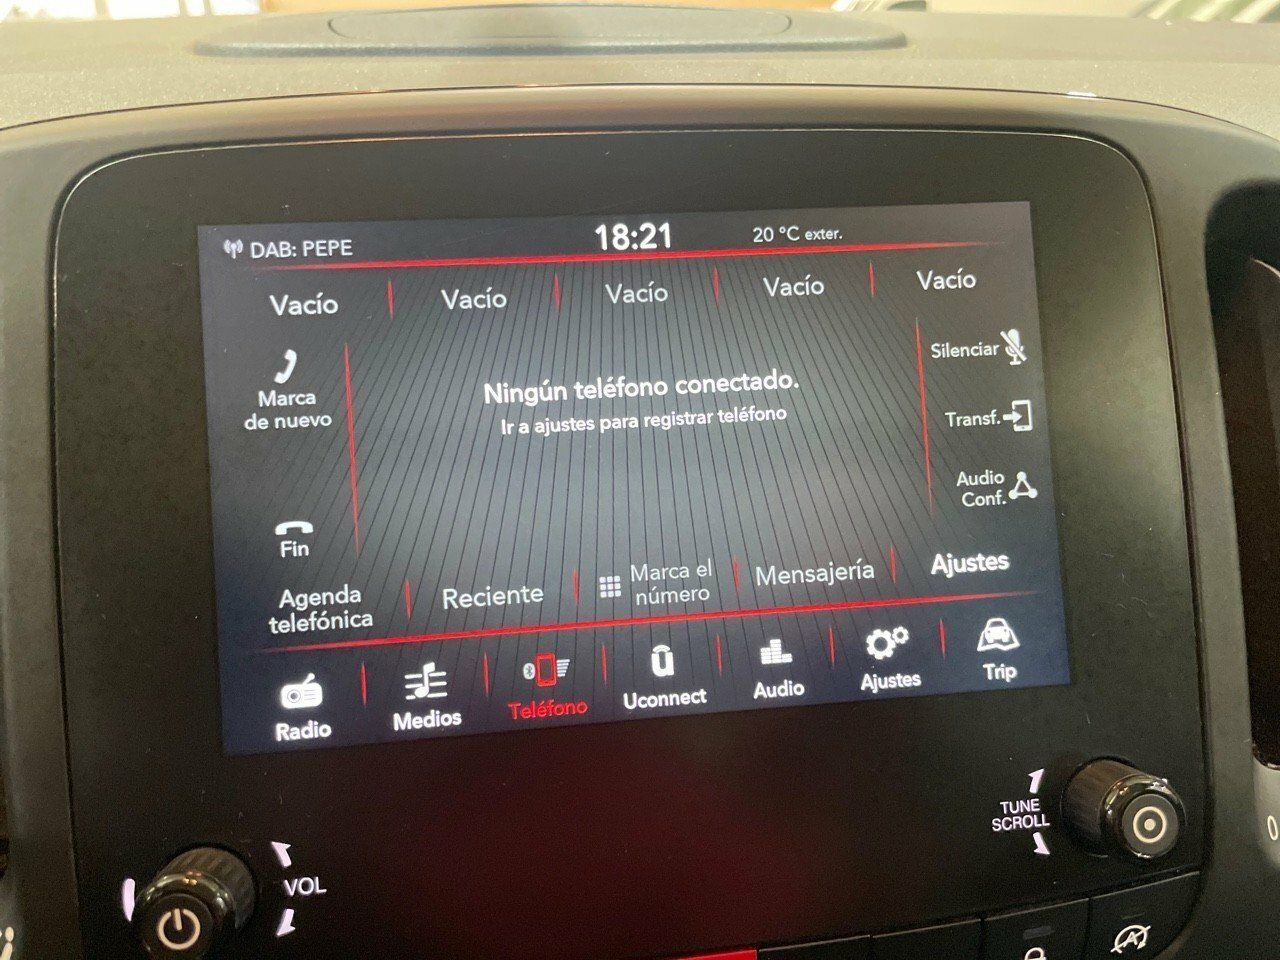 DAB: PEPE
18:21
20 °C exter.
Vacío
Vacío
Vacío
Vacío
Vacío
Marca
de nuevo
Ningún teléfono conectado.
Ir a ajustes para registrar teléfono
Silenciar
Transf.
Audio
Conf.
Fin
Agenda
telefónica
Reciente
Marca el
número
Mensajería
Ajustes
Radio
Medios
Teléfono
Uconnect
Audio
Ajustes
Trip
VOL
TUNE
SCROLL